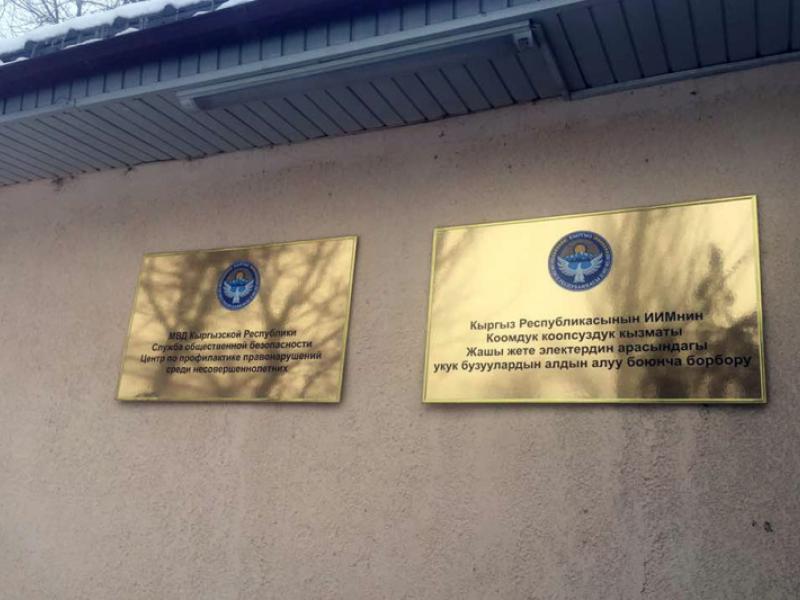 МВД Кыргызской Республики
Служба общественной безопасности
Центр по профилактике правонарушений
среди несовершеннолетних
Кыргыз Республикасынын ИИМнин
Коомдук коопсуздук кызматы
Жашы жете электердин арасындагы
укук бузуулардын алдын алуу боюнча борбору